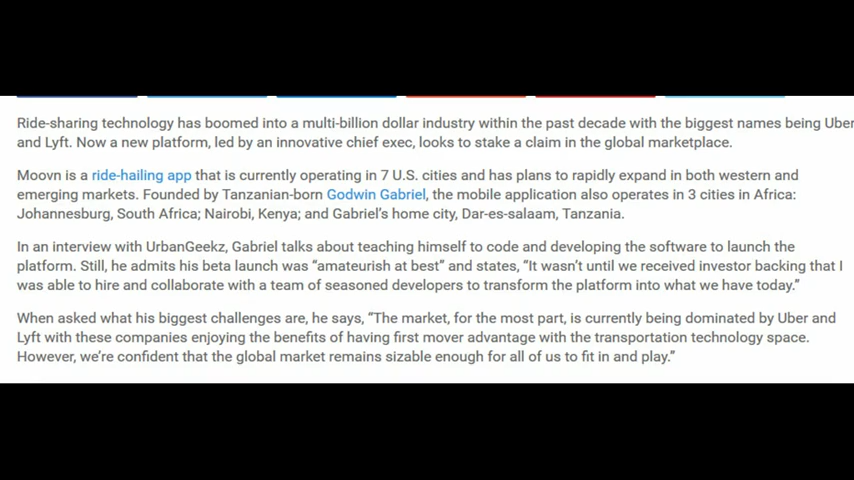 Ride-sharing technology has boomed into a multi-billion dollar industry within the past decade with the biggest names being Uber
and Lyft. Now a new platform, led by an innovative chief exec, looks to stake a claim in the global marketplace.
Moovn is a ride-hailing app that is currently operating in 7 U.S. cities and has plans to rapidly expand in both western and
emerging markets. Founded by Tanzanian-born Godwin Gabriel, the mobile application also operates in 3 cities in Africa:
Johannesburg, South Africa; Nairobi, Kenya; and Gabriel’s home city, Dar-es-salaam, Tanzania.
In an interview with UrbanGeekz, Gabriel talks about teaching himself to code and developing the software to launch the
platform. Still, he admits his beta launch was “amateurish at best” and states, “It wasn’t until we received investor backing that I
was able to hire and collaborate with a team of seasoned developers to transform the platform into what we have today.”
When asked what his biggest challenges are, he says, “The market, for the most part, is currently being dominated by Uber and
Lyft with these companies enjoying the benefits of having first mover advantage with the transportation technology space.
However, we’re confident that the global market remains sizable enough for all of us to fit in and play.”